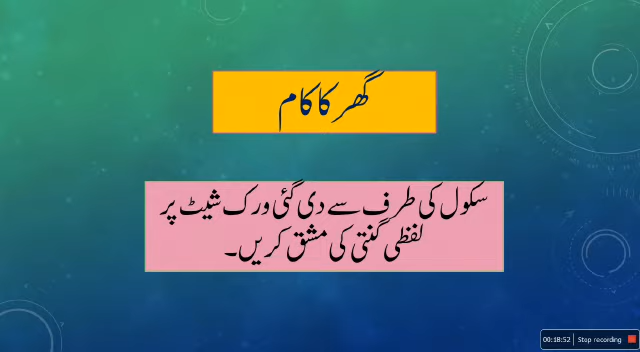 گھر کا کام
سکول کی طرف سے دی گئی ورک شیٹ پر
لفظی گنتی کی مشق کریں۔
00:18:52 Stop recording